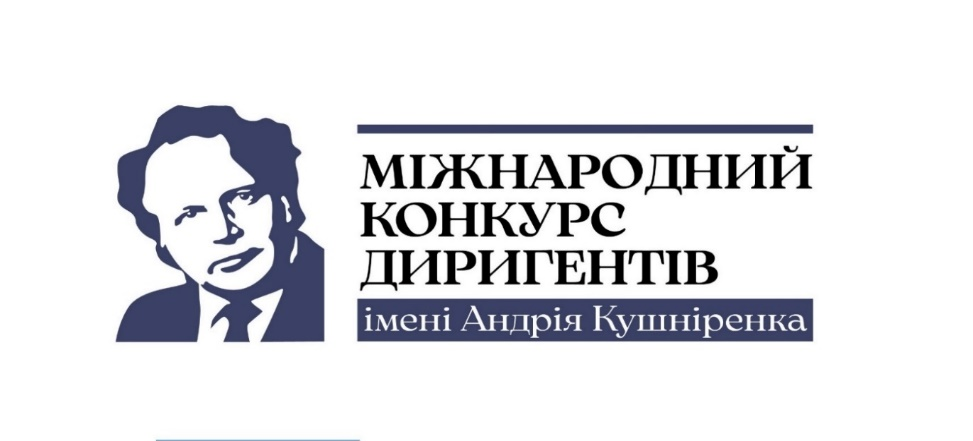 МІЖНАРОДНИЙ
КОНКУРС
ДИРИГЕНТІВ
імені Андрія Кушніренка